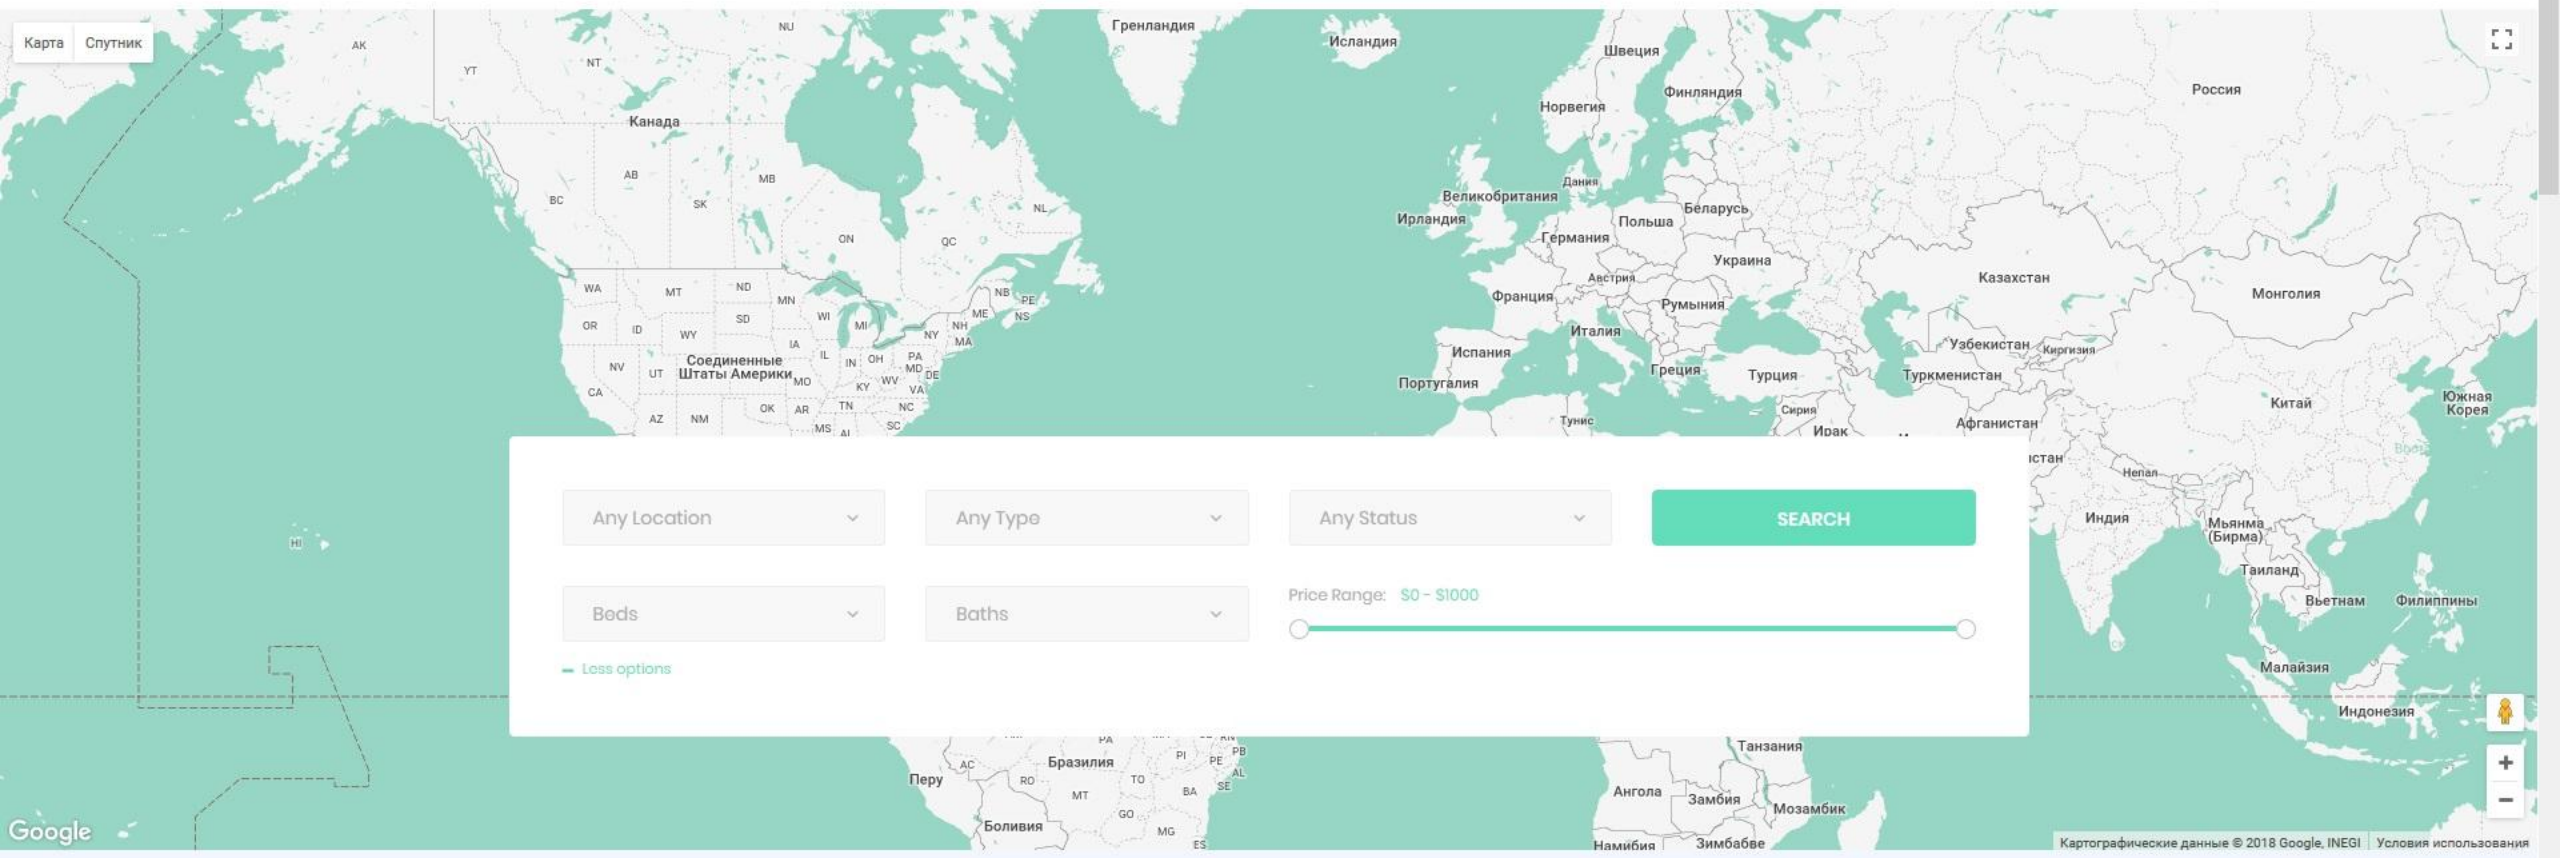 Карта Спутник
Гренландия
Исландия
Швеция
Финляндия
Норвегия
Россия
NU
AK
YT
NT
Канада
AB
MB
BC
SK
NL
ON
QC
Дания
Великобритания
Ирландия
Беларусь
Польша
Германия
Украина
Австрия
Казахстан
Франция
Румыния
Монголия
Италия
WA
MT
ND
MN
NB
PE
OR
ID
SD
WI
MI
ME
NS
WY
NY
NH
IA
MA
Соединенные
Штаты Америки
NV
UT
IL
IN
OH
PA
MD
DE
MO
KY
WV
VA
CA
AZ
NM
OK
AR
TN
NC
MS
AL
SC
Испания
Португалия
Греция
Турция
Узбекистан
Киргизия
Туркменистан
Сирия
Тунис
Ирак
Афганистан
Китай
Южная
Корея
истан
Непал
Any Location
Any Type
Any Status
SEARCH
HI
Индия
Мьянма
(Бирма)
Таиланд
Вьетнам
Филиппины
Beds
Baths
Price Range: $0 - $1000
Less options
Малайзия
Индонезия
PA
Танзания
PB
PI
PE
AC
Бразилия
AL
Перу
RO
TO
SE
MT
BA
GO
Ангола
Замбия
Мозамбик
Боливия
MG
ES
Намибия
Зимбабве
Google
Картографические данные © 2018 Google, INEGI Условия использования